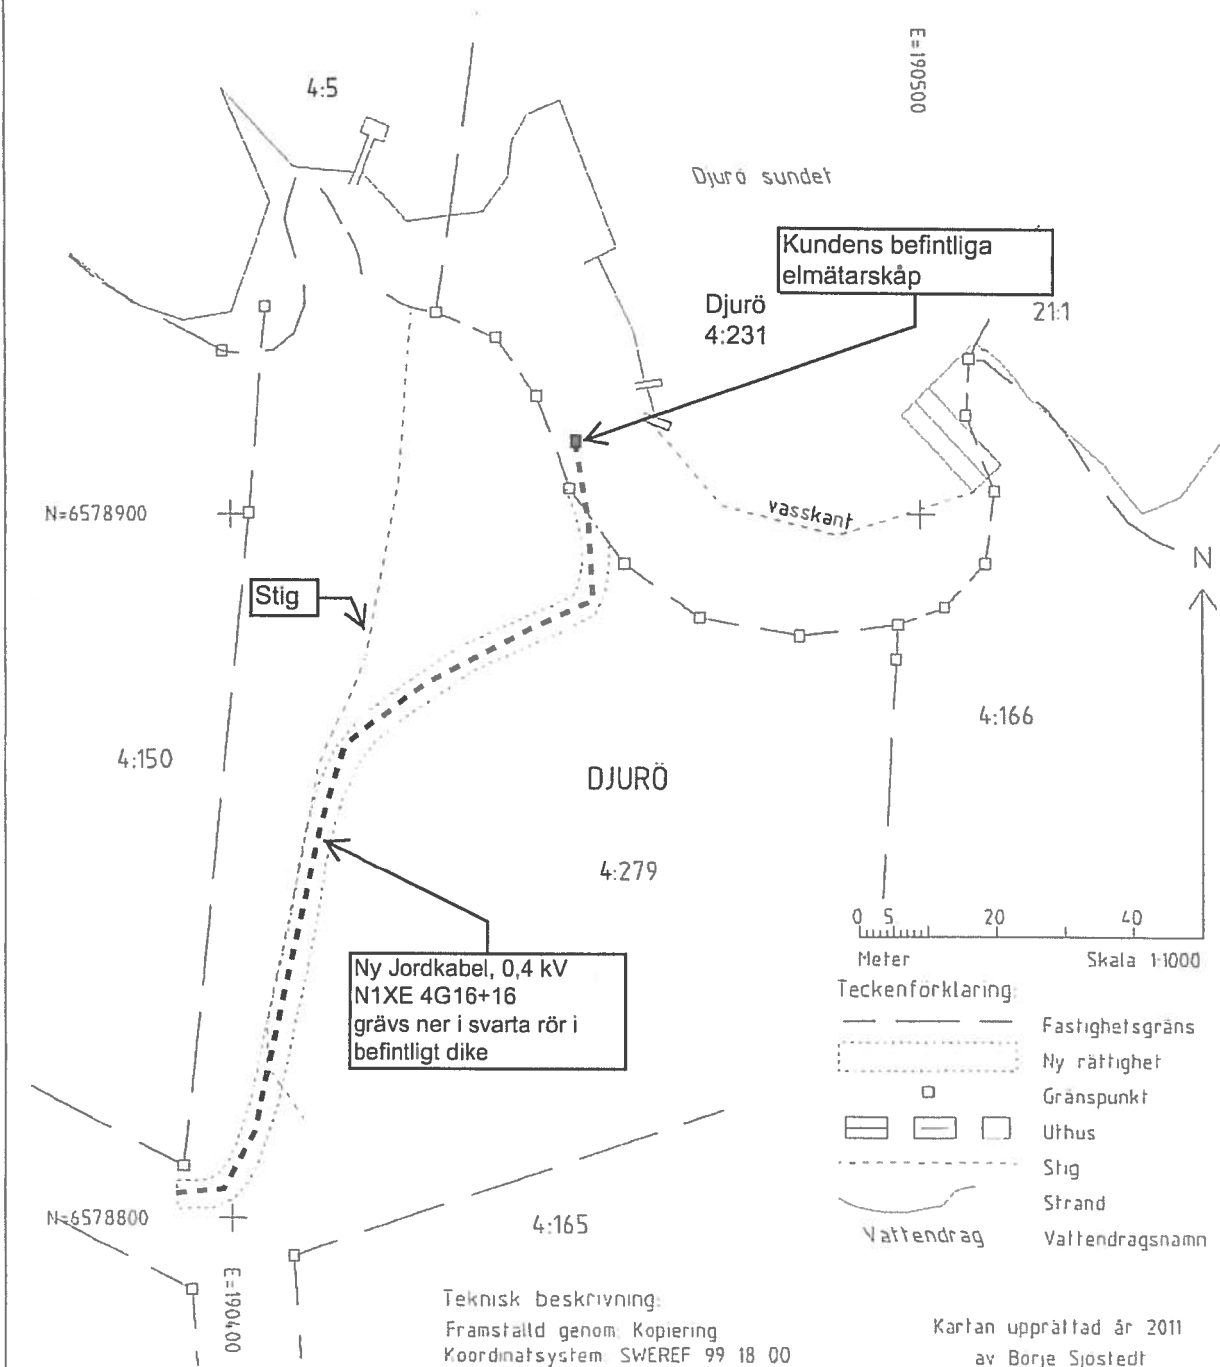 E=190500
4:5
Djurö sundet
Kundens befintliga
elmätarskåp
Djurö
4:231
21:1
N=6578900
vasskant
N
Stig
4:166
4:150
DJURÖ
4:279
0 5 20 40
Meter Skala 1:1000
Ny Jordkabel, 0,4 kV
N1XE 4G16+16
grävs ner i svarta rör i
befintligt dike
Teckenförklaring:
Fastighetsgräns
Ny rättighet
Gränspunkt
Uthus
Stig
Strand
Vattendrag Vattendragsnamn
N=6578800
4:165
E=190400
Teknisk beskrivning:
Framställd genom: Kopiering
Koordinatsystem: SWEREF 99 18 00
Kartan upprättad år 2011
av Börje Sjöstedt